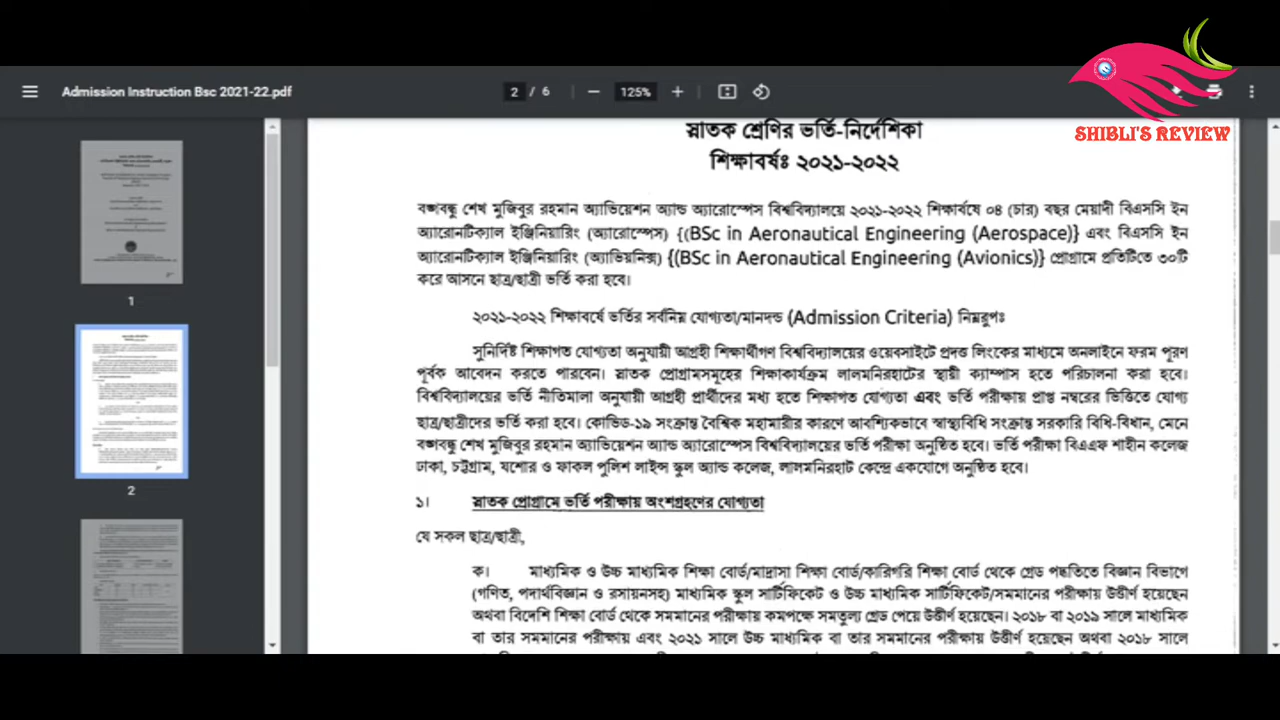 SHIBLI'S REVIEW
Admission Instruction Bsc 2021-22.pdf
2 / 6
125%
স্নাতক শ্রেণির ভর্তি-নির্দেশিকা
শিক্ষাবর্ষঃ ২০২১-২০২২
বঙ্গবন্ধু শেখ মুজিবুর রহমান অ্যাভিয়েশন অ্যান্ড অ্যারোস্পেস বিশ্ববিদ্যালয়ে ২০২১-২০২২ শিক্ষাবর্ষে ০৪ (চার) বছর মেয়াদী বিএসসি ইন
অ্যারোনটিক্যাল ইঞ্জিনিয়ারিং (অ্যারোস্পেস) {(BSc in Aeronautical Engineering (Aerospace)} এবং বিএসসি ইন
অ্যারোনটিক্যাল ইঞ্জিনিয়ারিং (অ্যাভিয়নিক্স) {(BSc in Aeronautical Engineering (Avionics)} প্রোগ্রামে প্রতিটিতে ৩০টি
করে আসনে ছাত্র/ছাত্রী ভর্তি করা হবে।
২০২১-২০২২ শিক্ষাবর্ষে ভর্তির সর্বনিম্ন যোগ্যতা/মানদন্ড (Admission Criteria) নিম্নরুপঃ
সুনির্দিষ্ট শিক্ষাগত যোগ্যতা অনুযায়ী আগ্রহী শিক্ষার্থীগণ বিশ্ববিদ্যালয়ের ওয়েবসাইটে প্রদত্ত লিংকের মাধ্যমে অনলাইনে ফরম পূরণ
পূর্বক আবেদন করতে পারবেন। স্নাতক প্রোগ্রামসমূহের শিক্ষাকার্যক্রম লালমনিরহাটের স্থায়ী ক্যাম্পাস হতে পরিচালনা করা হবে।
বিশ্ববিদ্যালয়ের ভর্তি নীতিমালা অনুযায়ী আগ্রহী প্রার্থীদের মধ্য হতে শিক্ষাগত যোগ্যতা এবং ভর্তি পরীক্ষায় প্রাপ্ত নম্বরের ভিত্তিতে যোগ্য
ছাত্র/ছাত্রীদের ভর্তি করা হবে। কোভিড-১৯ সংক্রান্ত বৈশ্বিক মহামারীর কারণে আবশ্যিকভাবে স্বাস্থ্যবিধি সংক্রান্ত সরকারি বিধি-বিধান, মেনে
বঙ্গবন্ধু শেখ মুজিবুর রহমান অ্যাভিয়েশন অ্যান্ড অ্যারোস্পেস বিশ্ববিদ্যালয়ের ভর্তি পরীক্ষা অনুষ্ঠিত হবে। ভর্তি পরীক্ষা বিএএফ শাহীন কলেজ
ঢাকা, চট্টগ্রাম, যশোর ও ফাকল পুলিশ লাইন্স স্কুল অ্যান্ড কলেজ, লালমনিরহাট কেন্দ্রে একযোগে অনুষ্ঠিত হবে।
১। স্নাতক প্রোগ্রামে ভর্তি পরীক্ষায় অংশগ্রহণের যোগ্যতা
যে সকল ছাত্র/ছাত্রী,
ক। মাধ্যমিক ও উচ্চ মাধ্যমিক শিক্ষা বোর্ড/মাদ্রাসা শিক্ষা বোর্ড/কারিগরি শিক্ষা বোর্ড থেকে গ্রেড পদ্ধতিতে বিজ্ঞান বিভাগে
(গণিত, পদার্থবিজ্ঞান ও রসায়নসহ) মাধ্যমিক স্কুল সার্টিফিকেট ও উচ্চ মাধ্যমিক সার্টিফিকেট/সমমানের পরীক্ষায় উত্তীর্ণ হয়েছেন
অথবা বিদেশি শিক্ষা বোর্ড থেকে সমমানের পরীক্ষায় কমপক্ষে সমতুল্য গ্রেড পেয়ে উত্তীর্ণ হয়েছেন। ২০১৮ বা ২০১৯ সালে মাধ্যমিক
বা তার সমমানের পরীক্ষায় এবং ২০২১ সালে উচ্চ মাধ্যমিক বা তার সমমানের পরীক্ষায় উত্তীর্ণ হয়েছেন অথবা ২০১৮ সালে
1
2